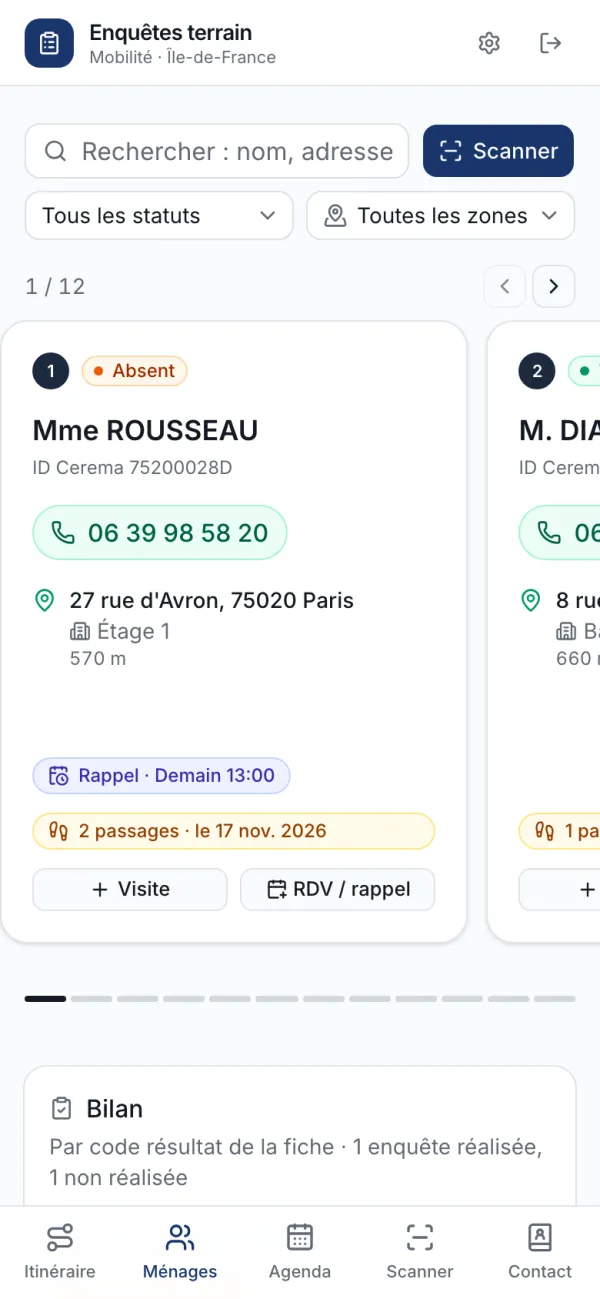 Enquêtes terrain
Mobilité · Île-de-France
Rechercher : nom, adresse
Scanner
Tous les statuts
Toutes les zones
1 / 12
1
Absent
Mme ROUSSEAU
ID Cerema 75200028D
06 39 98 58 20
27 rue d'Avron, 75020 Paris
Étage 1
570 m
Rappel · Demain 13:00
2 passages · le 17 nov. 2026
+ Visite
RDV / rappel
2
M. DIA
ID Cerem
06
8 rue
660
1 pa
+
Bilan
Par code résultat de la fiche · 1 enquête réalisée,
1 non réalisée
Itinéraire
Ménages
Agenda
Scanner
Contact